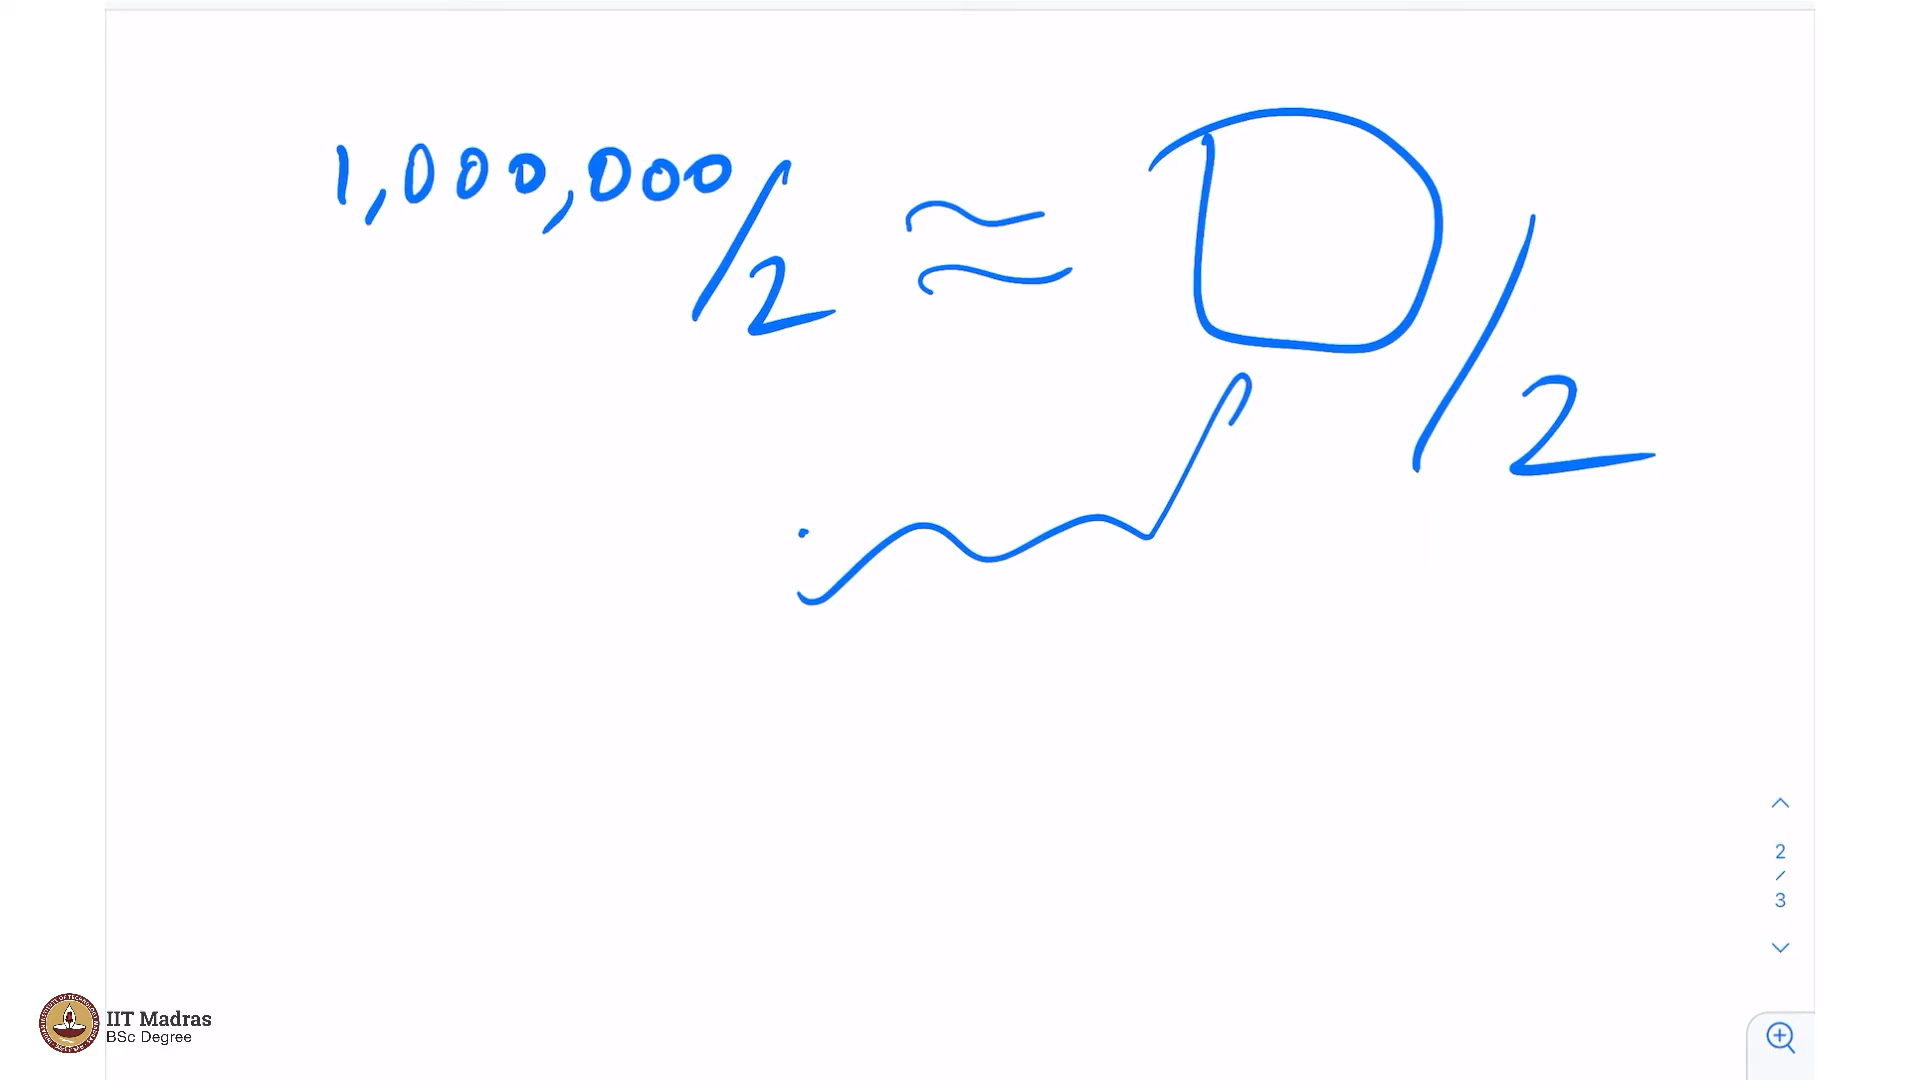 1,000,000/2 ≈ D/2
2
/
3
IIT Madras
BSc Degree